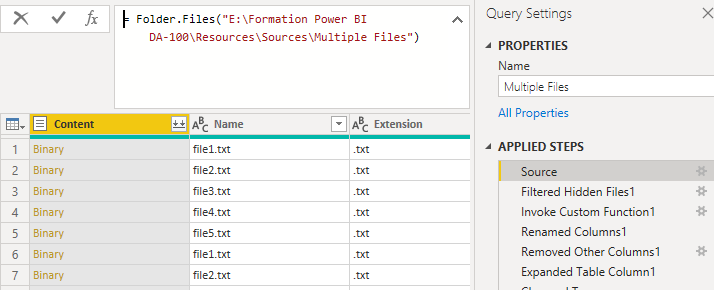 = Folder.Files("E:\Formation Power BI
DA-100\Resources\Sources\Multiple Files")
Content Name Extension
1 Binary file1.txt .txt
2 Binary file2.txt .txt
3 Binary file3.txt .txt
4 Binary file4.txt .txt
5 Binary file5.txt .txt
6 Binary file1.txt .txt
7 Binary file2.txt .txt
Query Settings
PROPERTIES
Name
Multiple Files
All Properties
APPLIED STEPS
Source
Filtered Hidden Files1
Invoke Custom Function1
Renamed Columns1
Removed Other Columns1
Expanded Table Column1